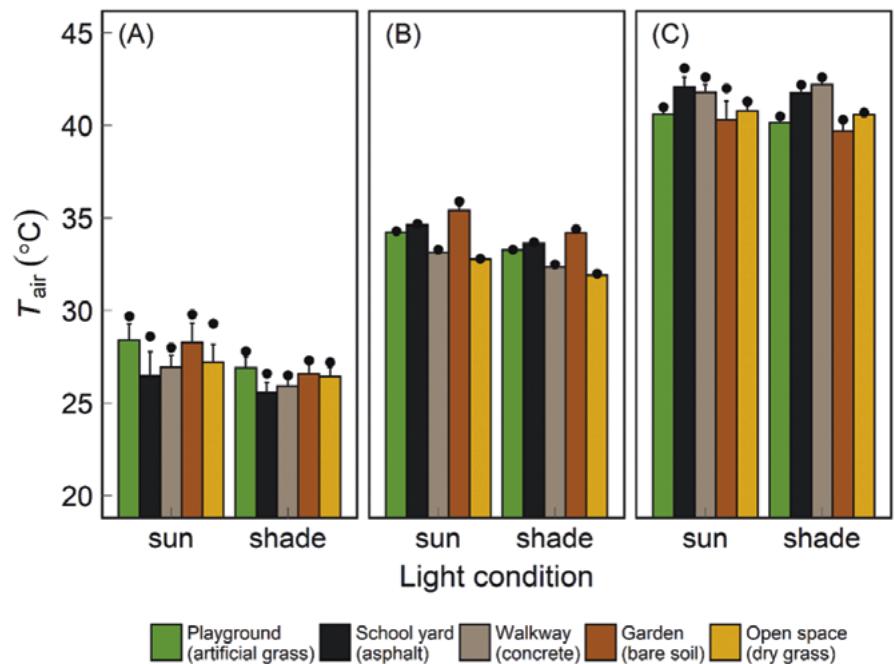 (A)
(B)
(C)
45
40
35
30
25
20
Tair (°C)
sun shade
sun shade
sun shade
Light condition
Playground
(artificial grass)
School yard
(asphalt)
Walkway
(concrete)
Garden
(bare soil)
Open space
(dry grass)